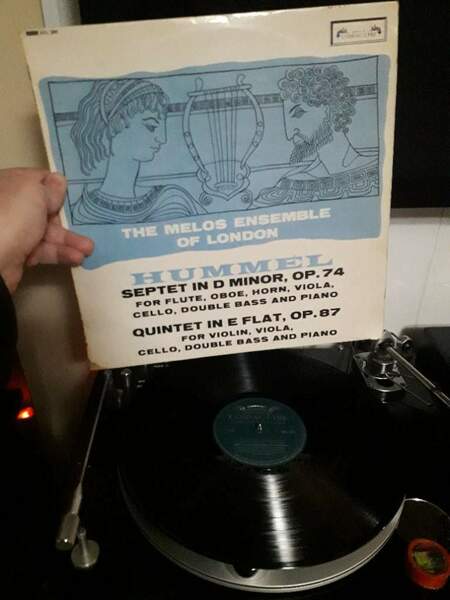 THE MELOS ENSEMBLE
OF LONDON
HUMMEL
SEPTET IN D MINOR, OP. 74
FOR FLUTE, OBOE, HORN, VIOLA,
CELLO, DOUBLE BASS AND PIANO
QUINTET IN E FLAT, OP. 87
FOR VIOLIN, VIOLA,
CELLO, DOUBLE BASS AND PIANO